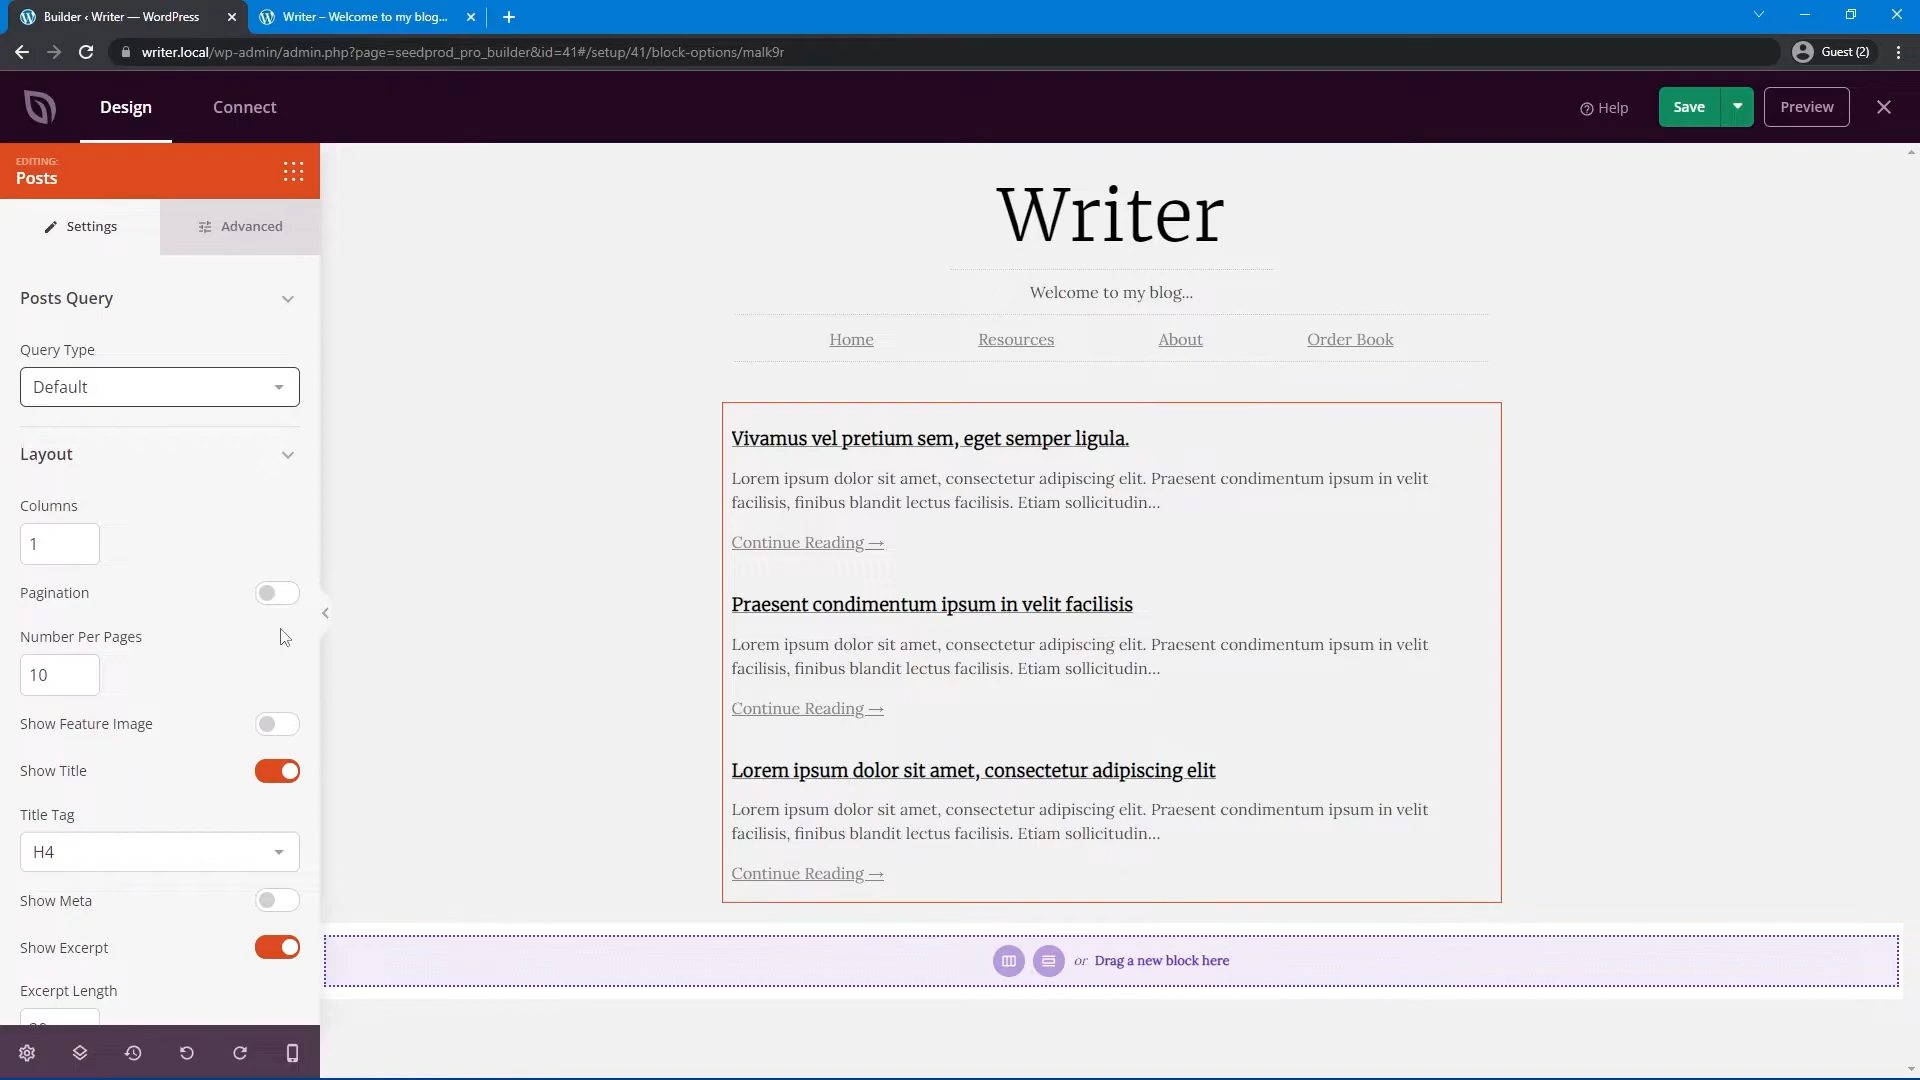 Builder ‹ Writer — WordPress
Writer – Welcome to my blog...
writer.local/wp-admin/admin.php?page=seedprod_pro_builder&id=41#/setup/41/block-options/malk9r
Guest (2)
Design
Connect
Help
Save
Preview
EDITING:
Posts
Settings
Advanced
Posts Query
Query Type
Default
Layout
Columns
1
Pagination
Number Per Pages
10
Show Feature Image
Show Title
Title Tag
H4
Show Meta
Show Excerpt
Excerpt Length
Writer
Welcome to my blog...
Home
Resources
About
Order Book
Vivamus vel pretium sem, eget semper ligula.
Lorem ipsum dolor sit amet, consectetur adipiscing elit. Praesent condimentum ipsum in velit
facilisis, finibus blandit lectus facilisis. Etiam sollicitudin…
Continue Reading →
Praesent condimentum ipsum in velit facilisis
Lorem ipsum dolor sit amet, consectetur adipiscing elit. Praesent condimentum ipsum in velit
facilisis, finibus blandit lectus facilisis. Etiam sollicitudin…
Continue Reading →
Lorem ipsum dolor sit amet, consectetur adipiscing elit
Lorem ipsum dolor sit amet, consectetur adipiscing elit. Praesent condimentum ipsum in velit
facilisis, finibus blandit lectus facilisis. Etiam sollicitudin…
Continue Reading →
or Drag a new block here